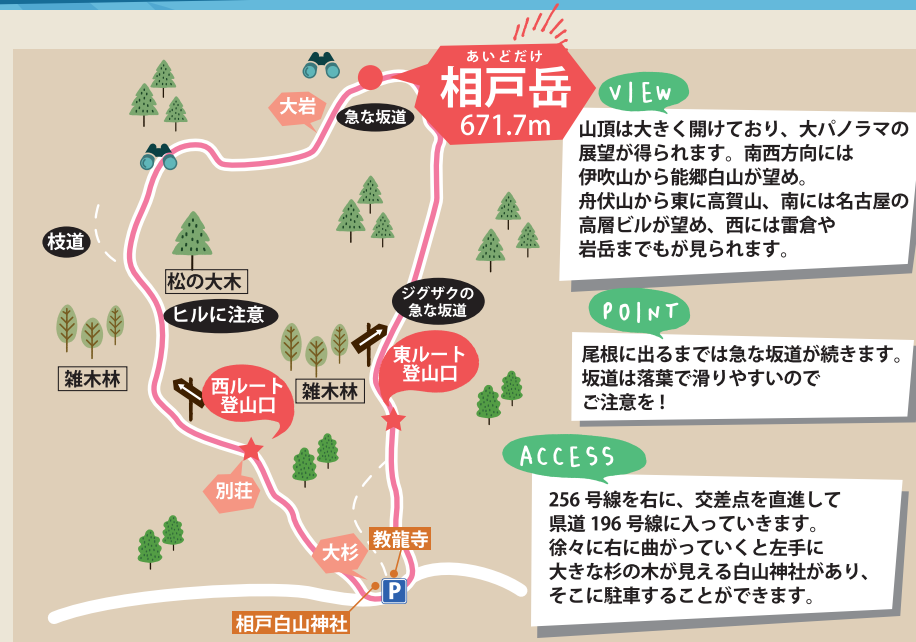 あいどだけ
相戸岳
671.7m
大岩
急な坂道
枝道
松の大木
ヒルに注意
ジグザクの
急な坂道
雑木林
雑木林
東ルート
登山口
西ルート
登山口
別荘
大杉
教龍寺
P
相戸白山神社
VIEW
山頂は大きく開けており、大パノラマの
展望が得られます。南西方向には
伊吹山から能郷白山が望め。
舟伏山から東に高賀山、南には名古屋の
高層ビルが望め、西には雷倉や
岩岳までもが見られます。
POINT
尾根に出るまでは急な坂道が続きます。
坂道は落葉で滑りやすいので
ご注意を!
ACCESS
256号線を右に、交差点を直進して
県道196号線に入っていきます。
徐々に右に曲がっていくと左手に
大きな杉の木が見える白山神社があり、
そこに駐車することができます。